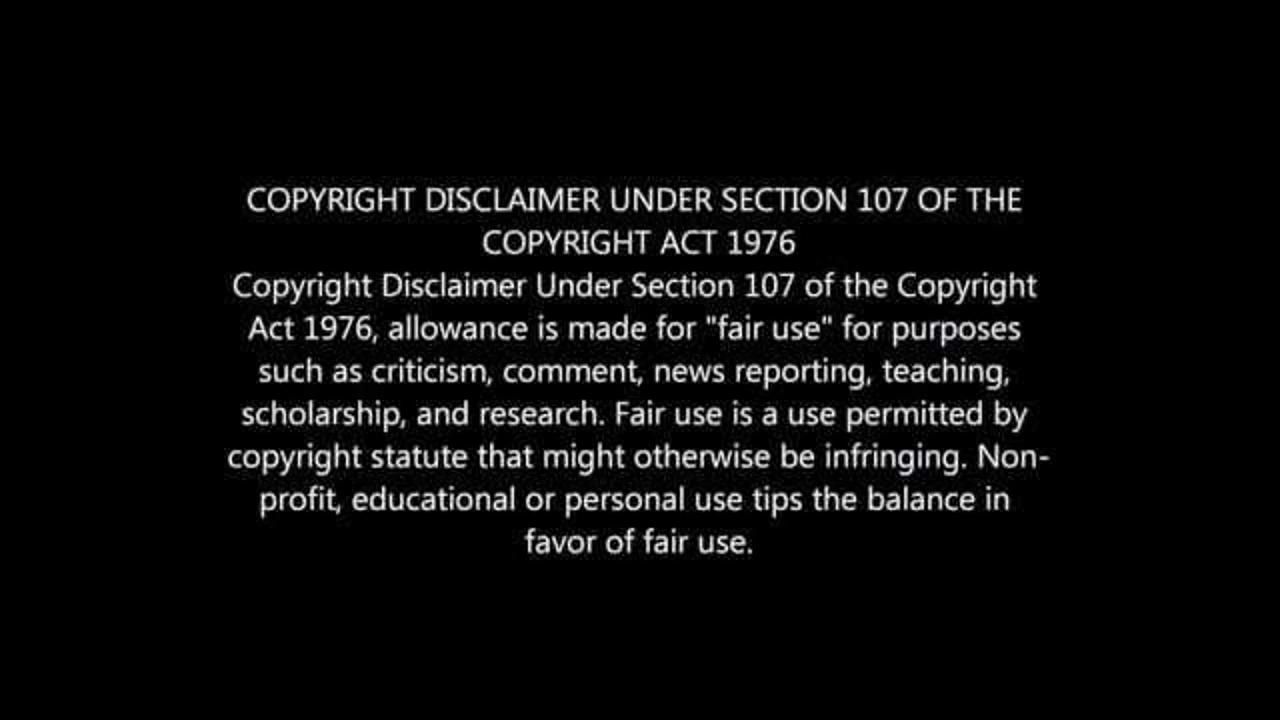 COPYRIGHT DISCLAIMER UNDER SECTION 107 OF THE
COPYRIGHT ACT 1976
Copyright Disclaimer Under Section 107 of the Copyright
Act 1976, allowance is made for "fair use" for purposes
such as criticism, comment, news reporting, teaching,
scholarship, and research. Fair use is a use permitted by
copyright statute that might otherwise be infringing. Non-
profit, educational or personal use tips the balance in
favor of fair use.